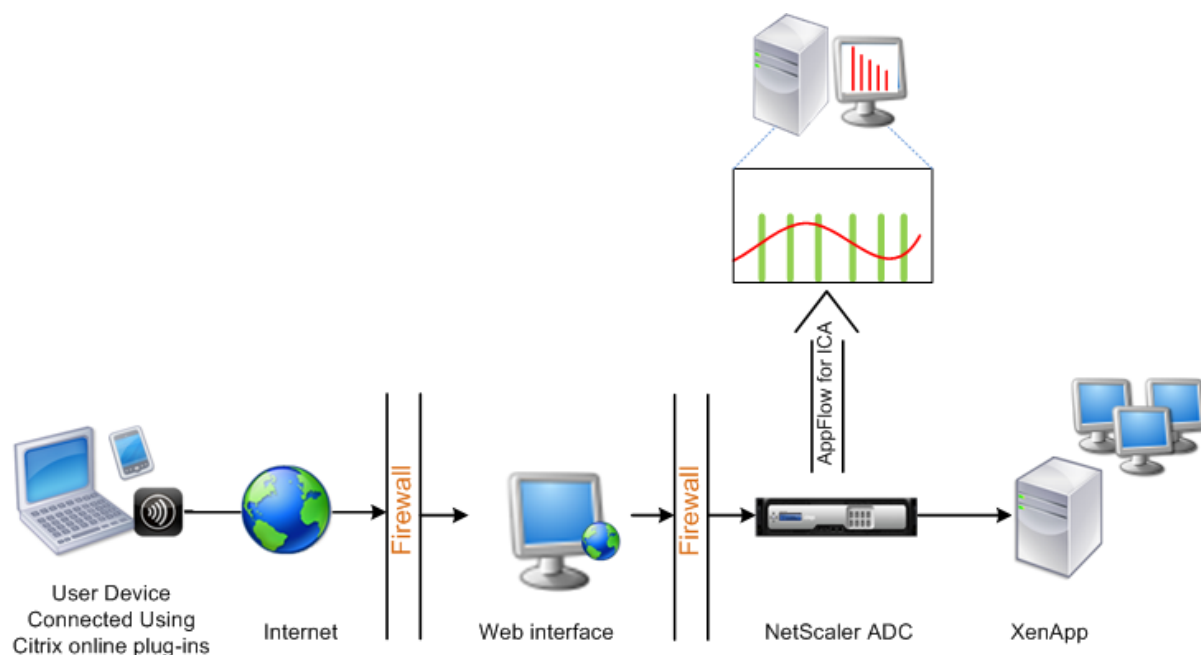 AppFlow for ICA
Firewall
Firewall
User Device
Connected Using
Citrix online plug-ins
Internet
Web interface
NetScaler ADC
XenApp